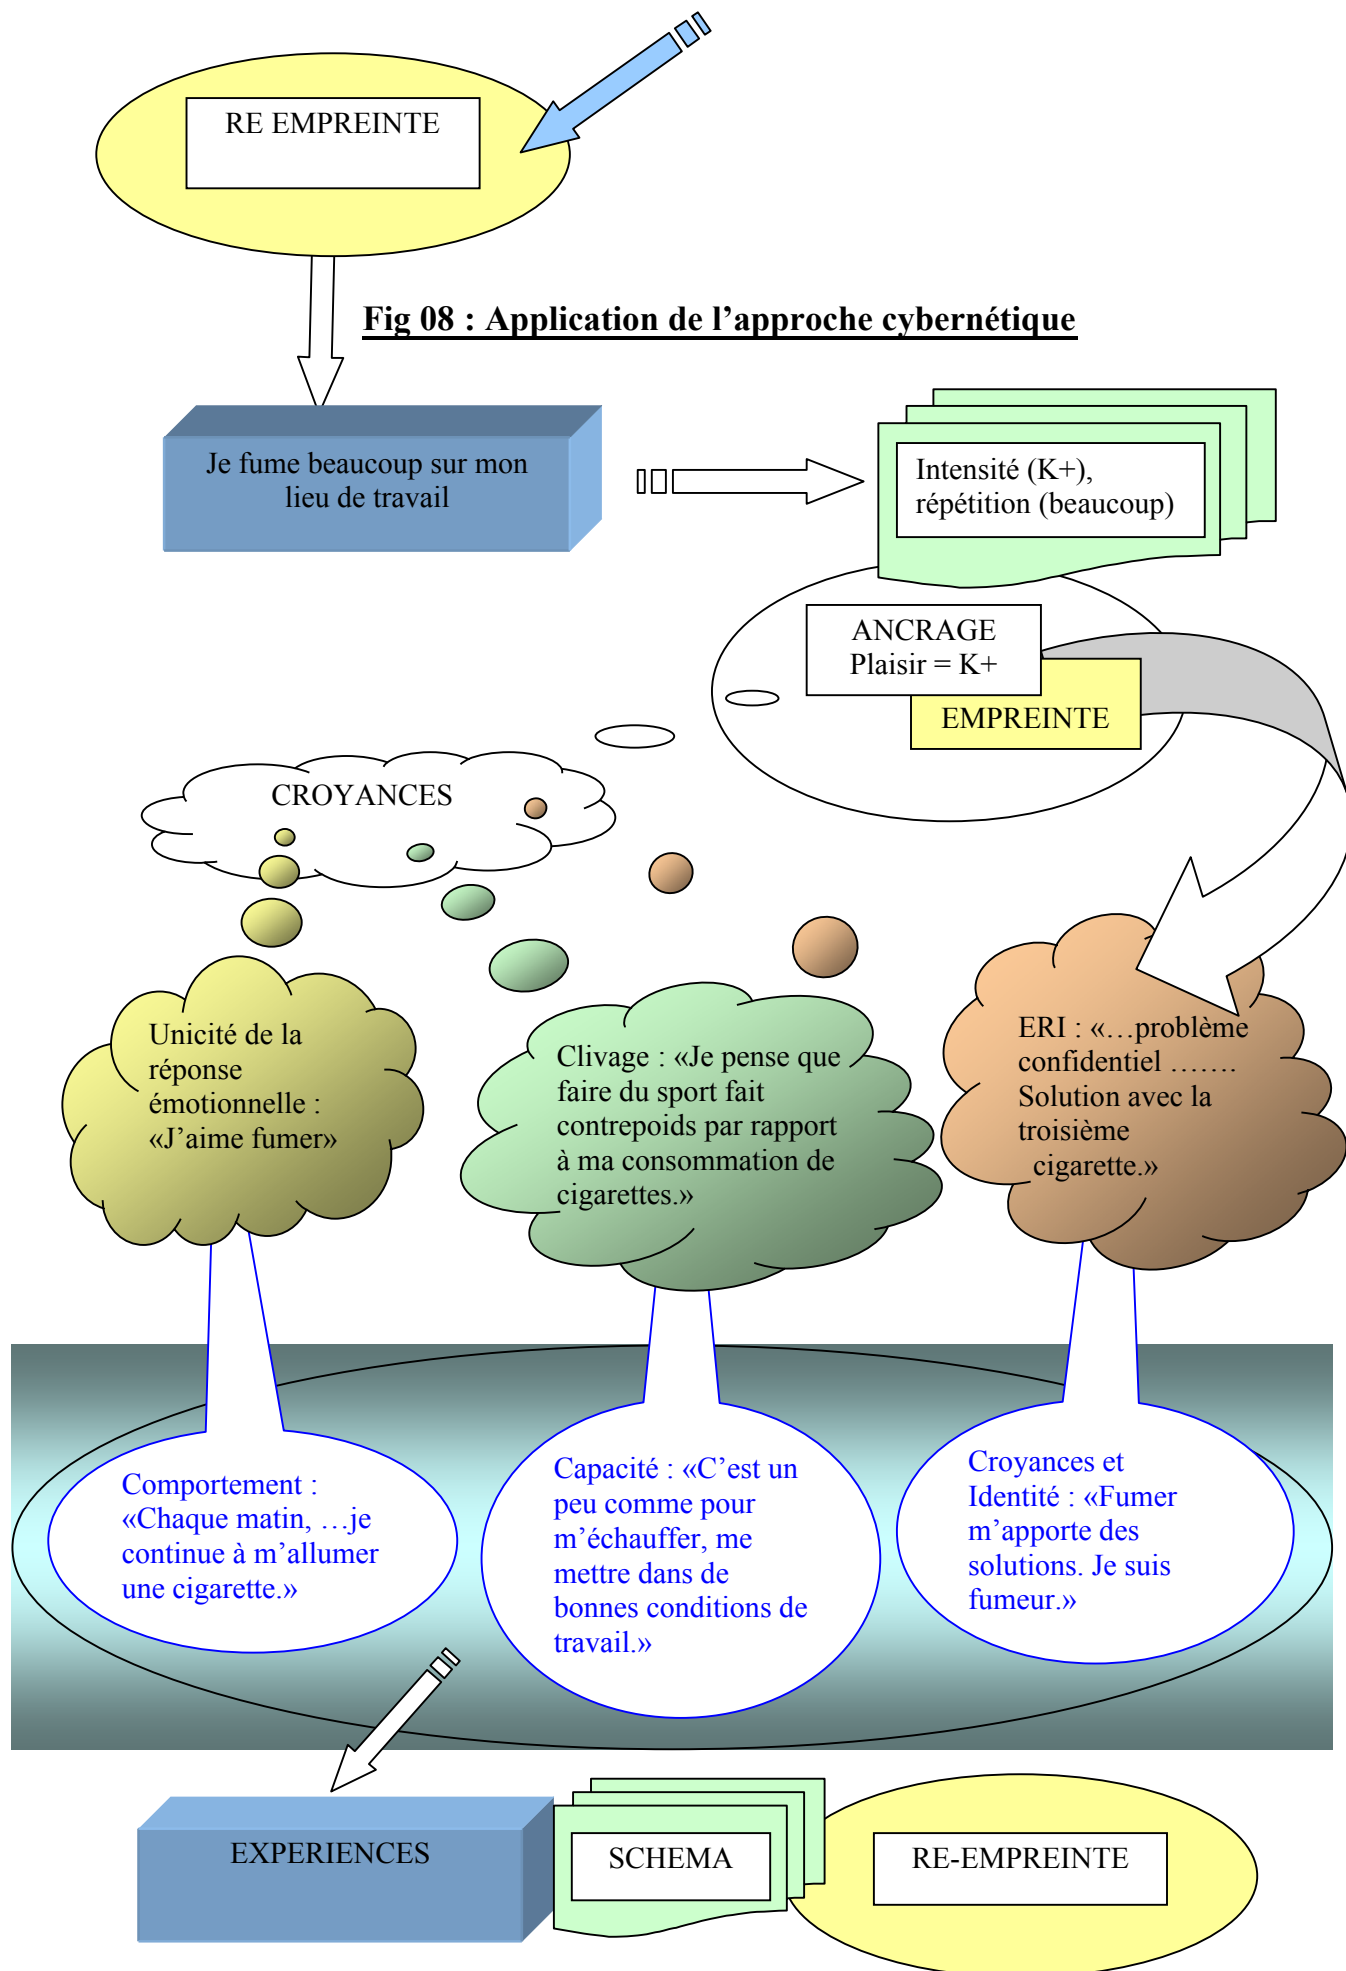 RE EMPREINTE
Fig 08 : Application de l’approche cybernétique
Je fume beaucoup sur mon
lieu de travail
Intensité (K+),
répétition (beaucoup)
ANCRAGE
Plaisir = K+
EMPREINTE
CROYANCES
Unicité de la
réponse
émotionnelle :
«J’aime fumer»
Clivage : «Je pense que
faire du sport fait
contrepoids par rapport
à ma consommation de
cigarettes.»
ERI : «…problème
confidentiel …….
Solution avec la
troisième
cigarette.»
Comportement :
«Chaque matin, …je
continue à m’allumer
une cigarette.»
Capacité : «C’est un
peu comme pour
m’échauffer, me
mettre dans de
bonnes conditions de
travail.»
Croyances et
Identité : «Fumer
m’apporte des
solutions. Je suis
fumeur.»
EXPERIENCES
SCHEMA
RE-EMPREINTE